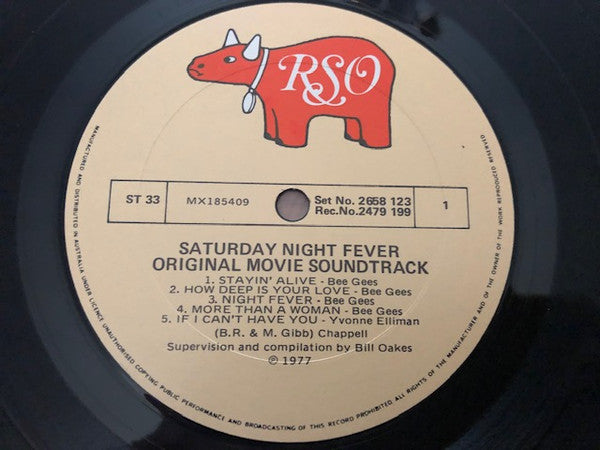 RSO
ST 33
MX185409
Set No. 2658 123
Rec.No.2479 199
1
SATURDAY NIGHT FEVER
ORIGINAL MOVIE SOUNDTRACK
1. STAYIN' ALIVE - Bee Gees
2. HOW DEEP IS YOUR LOVE - Bee Gees
3. NIGHT FEVER - Bee Gees
4. MORE THAN A WOMAN - Bee Gees
5. IF I CAN'T HAVE YOU - Yvonne Elliman
(B.R. & M. Gibb) Chappell
Supervision and compilation by Bill Oakes
℗ 1977
MANUFACTURED AND DISTRIBUTED IN AUSTRALIA UNDER LICENCE UNAUTHORISED COPYING PUBLIC PERFORMANCE AND BROADCASTING OF THIS RECORD PROHIBITED. ALL RIGHTS OF THE MANUFACTURER AND OF THE OWNER OF THE WORK PRODUCED RESERVED